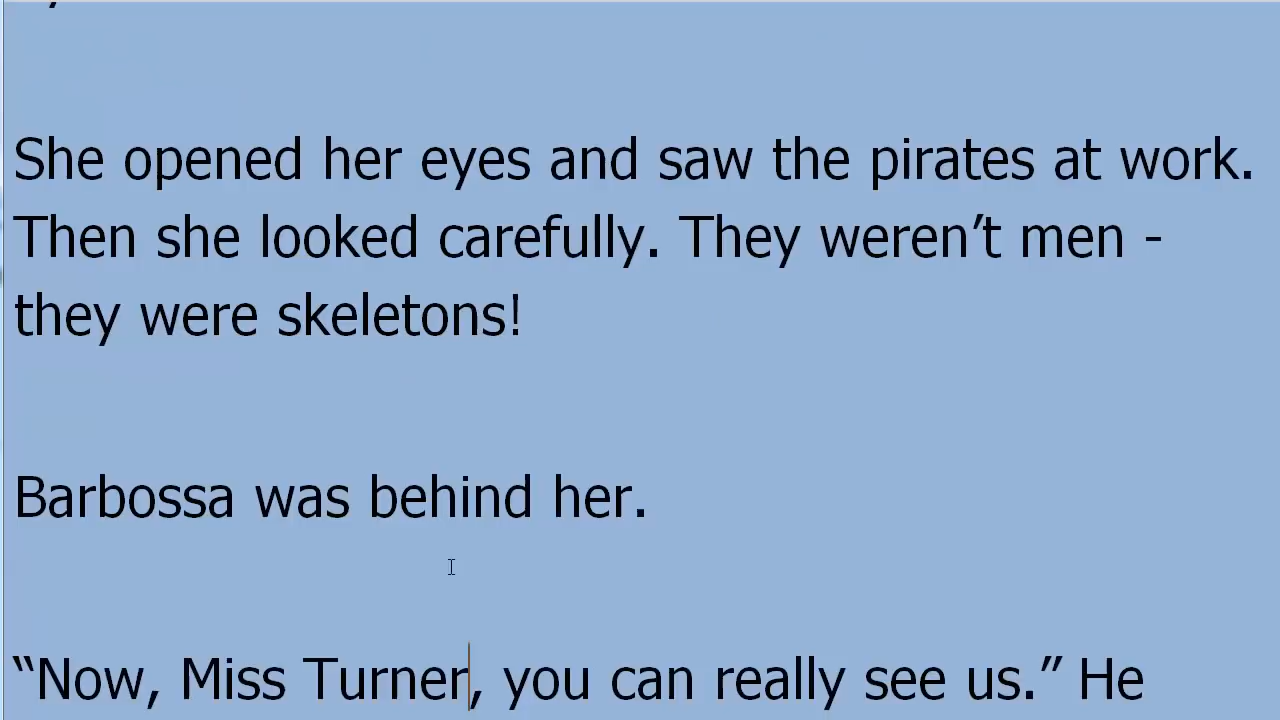 She opened her eyes and saw the pirates at work.
Then she looked carefully. They weren’t men -
they were skeletons!
Barbossa was behind her.
“Now, Miss Turner, you can really see us.” He